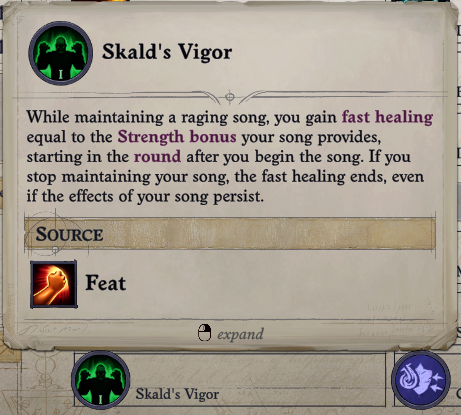 I
Skald's Vigor
While maintaining a raging song, you gain fast healing
equal to the Strength bonus your song provides,
starting in the round after you begin the song. If you
stop maintaining your song, the fast healing ends, even
if the effects of your song persist.
SOURCE
Feat
expand
I
Skald's Vigor